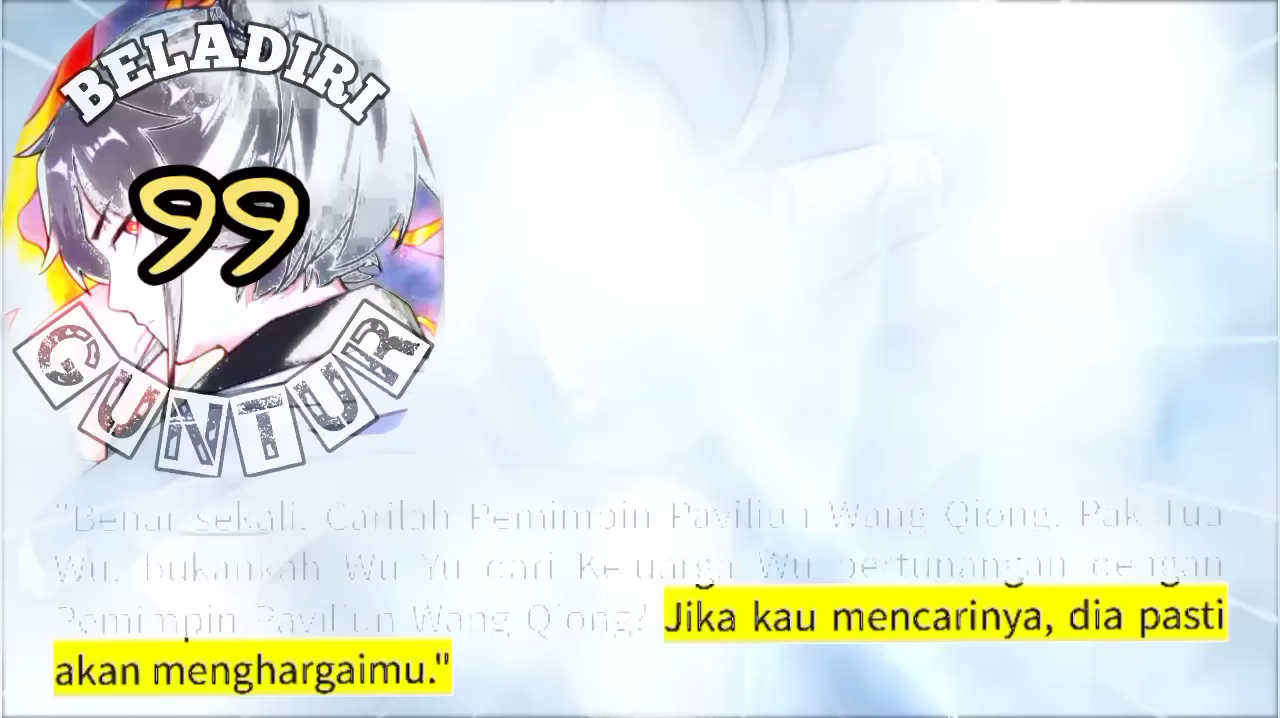 BELADIRI
99
GUNTUR
"Benar sekali. Carilah Pemimpin Paviliun Wang Qiong. Pak Tua
Wu, bukankah Wu Yu dari Keluarga Wu bertunangan dengan
Pemimpin Paviliun Wang Qiong? Jika kau mencarinya, dia pasti
akan menghargaimu."